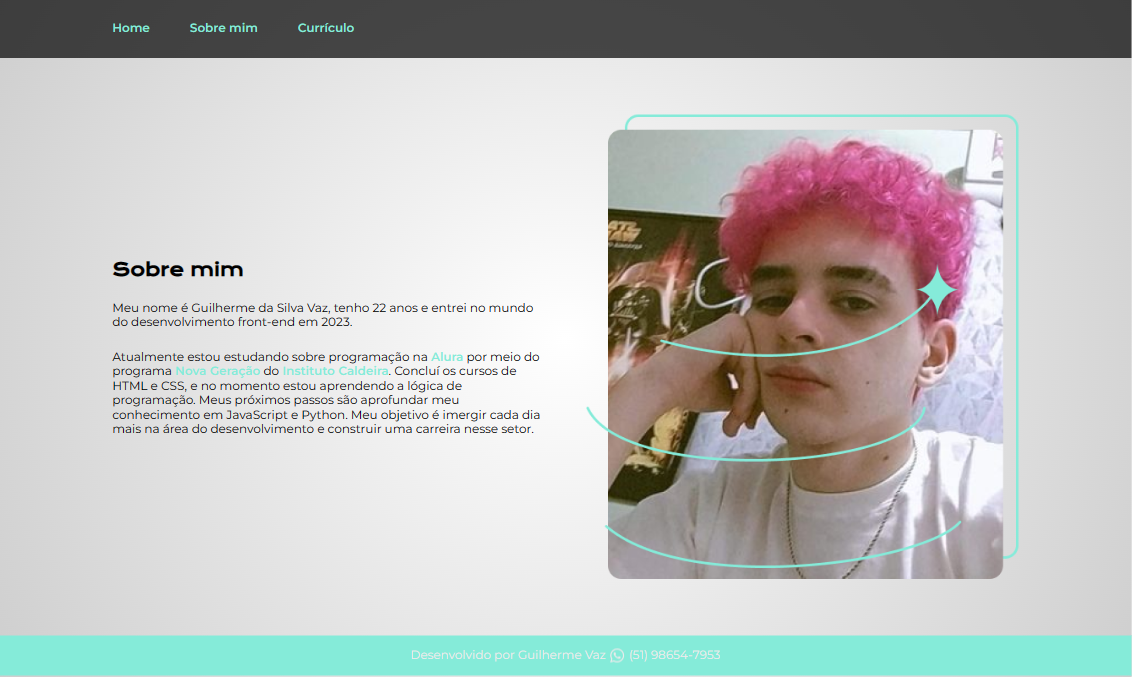 Home Sobre mim Currículo
Sobre mim
Meu nome é Guilherme da Silva Vaz, tenho 22 anos e entrei no mundo
do desenvolvimento front-end em 2023.
Atualmente estou estudando sobre programação na Alura por meio do
programa Nova Geração do Instituto Caldeira. Concluí os cursos de
HTML e CSS, e no momento estou aprendendo a lógica de
programação. Meus próximos passos são aprofundar meu
conhecimento em JavaScript e Python. Meu objetivo é imergir cada dia
mais na área do desenvolvimento e construir uma carreira nesse setor.
Desenvolvido por Guilherme Vaz (51) 98654-7953